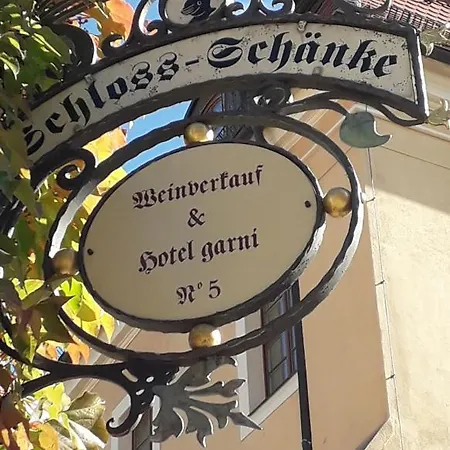 Schloss-Schänke
Weinverkauf
&
Hotel garni
Nº 5